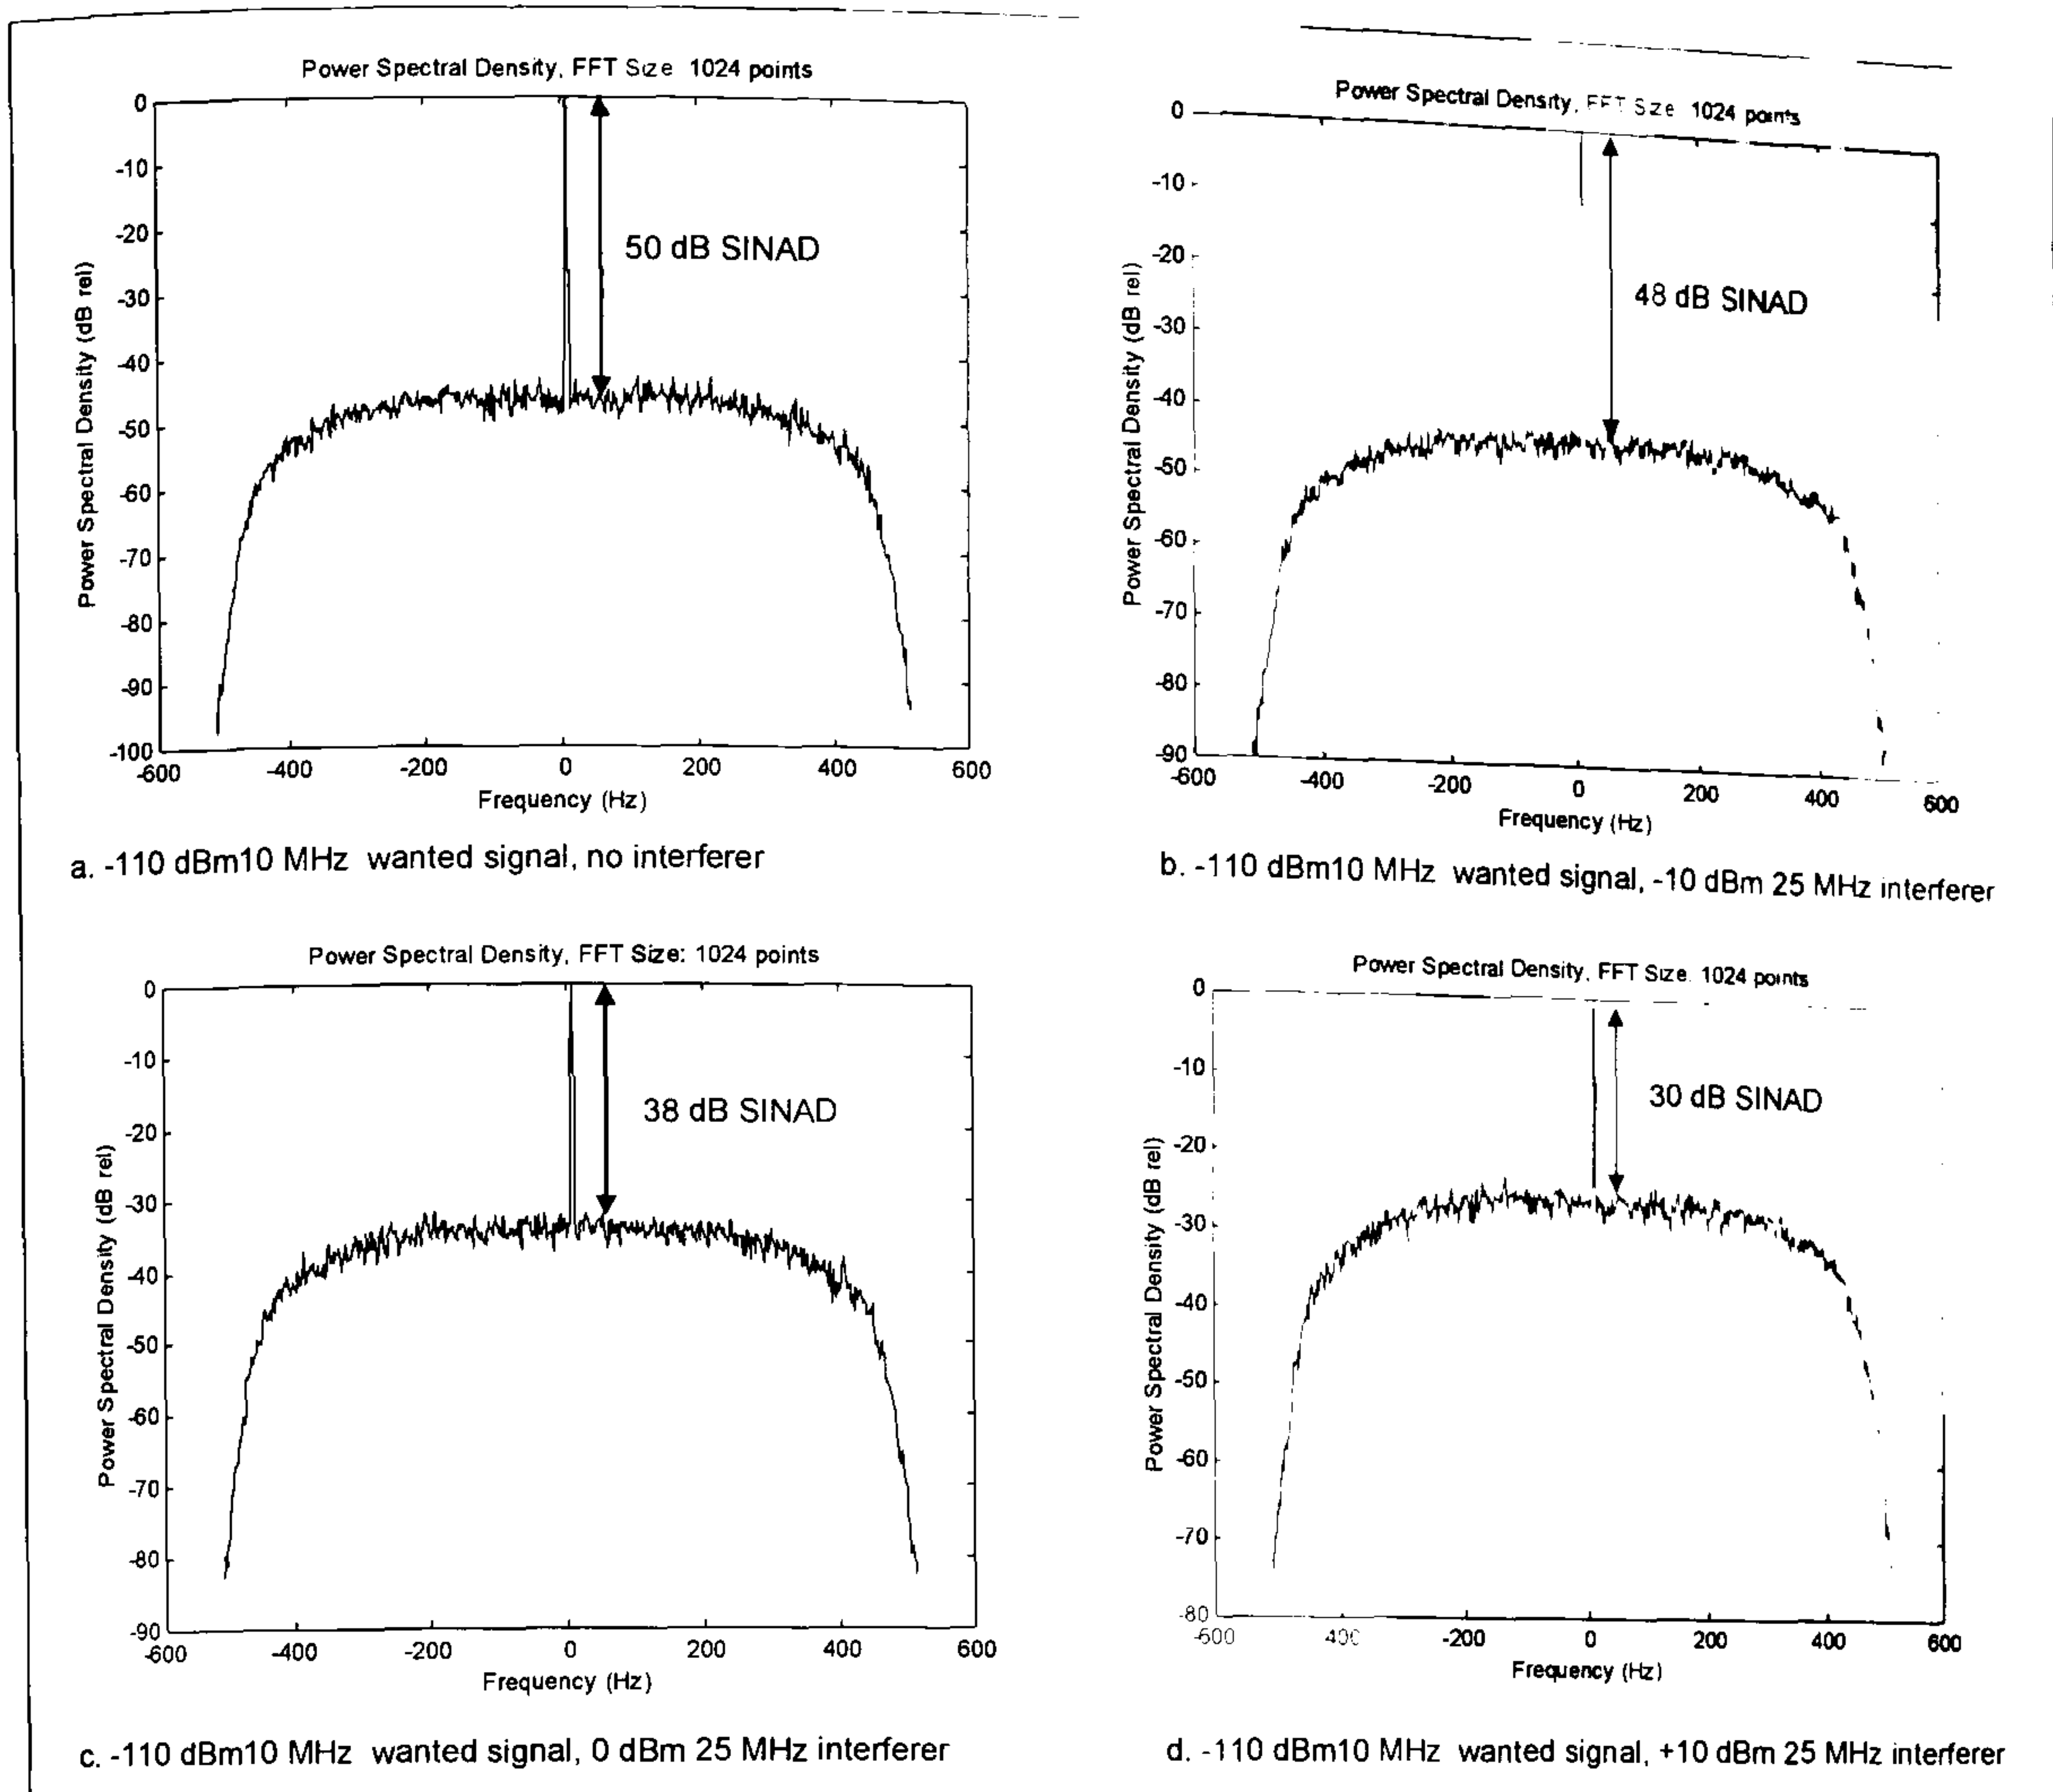 Power Spectral Density, FFT Size 1024 points
0
-10
-20
-30
-40
-50
-60
-70
-80
-90
-100
Power Spectral Density (dB rel)
50 dB SINAD
-600 -400 -200 0 200 400 600
Frequency (Hz)
a. -110 dBm10 MHz wanted signal, no interferer
Power Spectral Density, FFT Size 1024 points
0
-10
-20
-30
-40
-50
-60
-70
-80
-90
Power Spectral Density (dB rel)
48 dB SINAD
-600 -400 -200 0 200 400 600
Frequency (Hz)
b. -110 dBm10 MHz wanted signal, -10 dBm 25 MHz interferer
Power Spectral Density, FFT Size: 1024 points
0
-10
-20
-30
-40
-50
-60
-70
-80
-90
Power Spectral Density (dB rel)
38 dB SINAD
-600 -400 -200 0 200 400 600
Frequency (Hz)
c. -110 dBm10 MHz wanted signal, 0 dBm 25 MHz interferer
Power Spectral Density, FFT Size. 1024 points
0
-10
-20
-30
-40
-50
-60
-70
-80
Power Spectral Density (dB rel)
30 dB SINAD
-600 -400 -200 0 200 400 600
Frequency (Hz)
d. -110 dBm10 MHz wanted signal, +10 dBm 25 MHz interferer